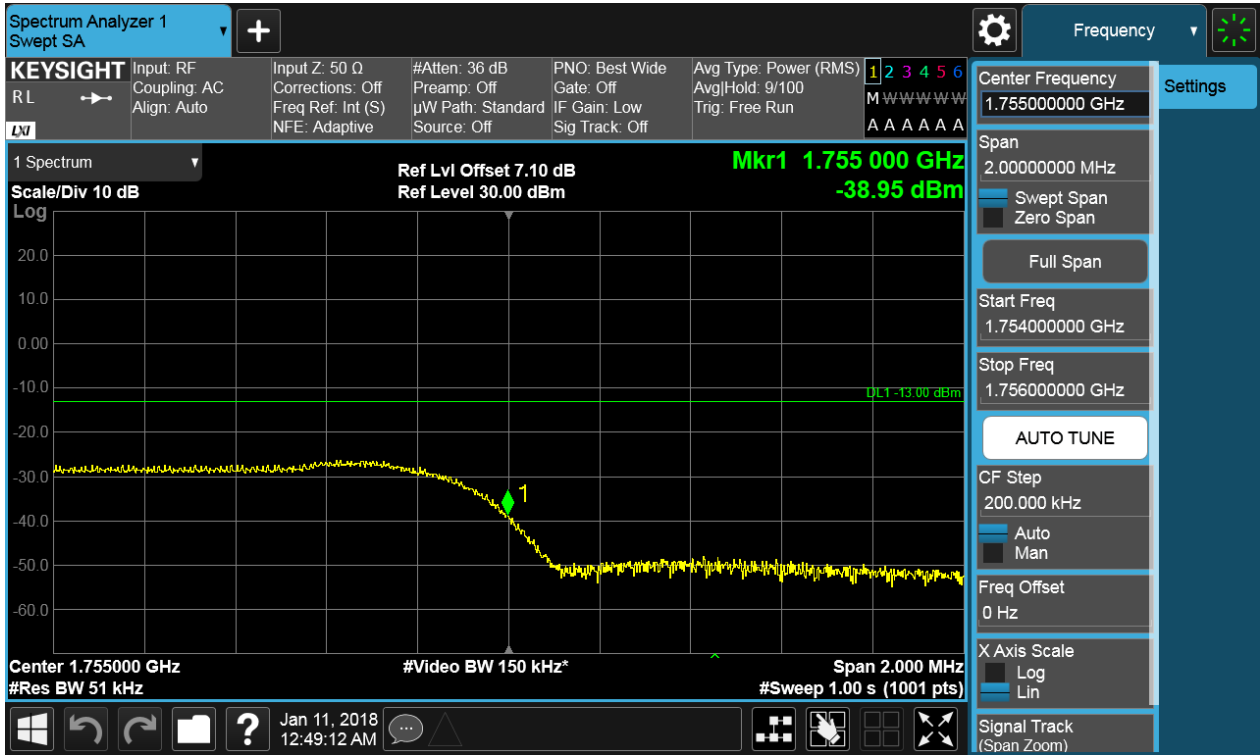 Spectrum Analyzer 1
Swept SA
+
Frequency
KEYSIGHT
R L
LXI
Input: RF
Coupling: AC
Align: Auto
Input Z: 50 Ω
Corrections: Off
Freq Ref: Int (S)
NFE: Adaptive
#Atten: 36 dB
Preamp: Off
µW Path: Standard
Source: Off
PNO: Best Wide
Gate: Off
IF Gain: Low
Sig Track: Off
Avg Type: Power (RMS)
Avg|Hold: 9/100
Trig: Free Run
1 2 3 4 5 6
M W W W W W
A A A A A A
1 Spectrum
Scale/Div 10 dB
Log
Ref Lvl Offset 7.10 dB
Ref Level 30.00 dBm
Mkr1 1.755 000 GHz
-38.95 dBm
20.0
10.0
0.00
-10.0
-20.0
-30.0
-40.0
-50.0
-60.0
DL1 -13.00 dBm
1
Center 1.755000 GHz
#Res BW 51 kHz
#Video BW 150 kHz*
Span 2.000 MHz
#Sweep 1.00 s (1001 pts)
Center Frequency
1.755000000 GHz
Span
2.00000000 MHz
Swept Span
Zero Span
Full Span
Start Freq
1.754000000 GHz
Stop Freq
1.756000000 GHz
AUTO TUNE
CF Step
200.000 kHz
Auto
Man
Freq Offset
0 Hz
X Axis Scale
Log
Lin
Signal Track
(Span Zoom)
Settings
?
Jan 11, 2018
12:49:12 AM